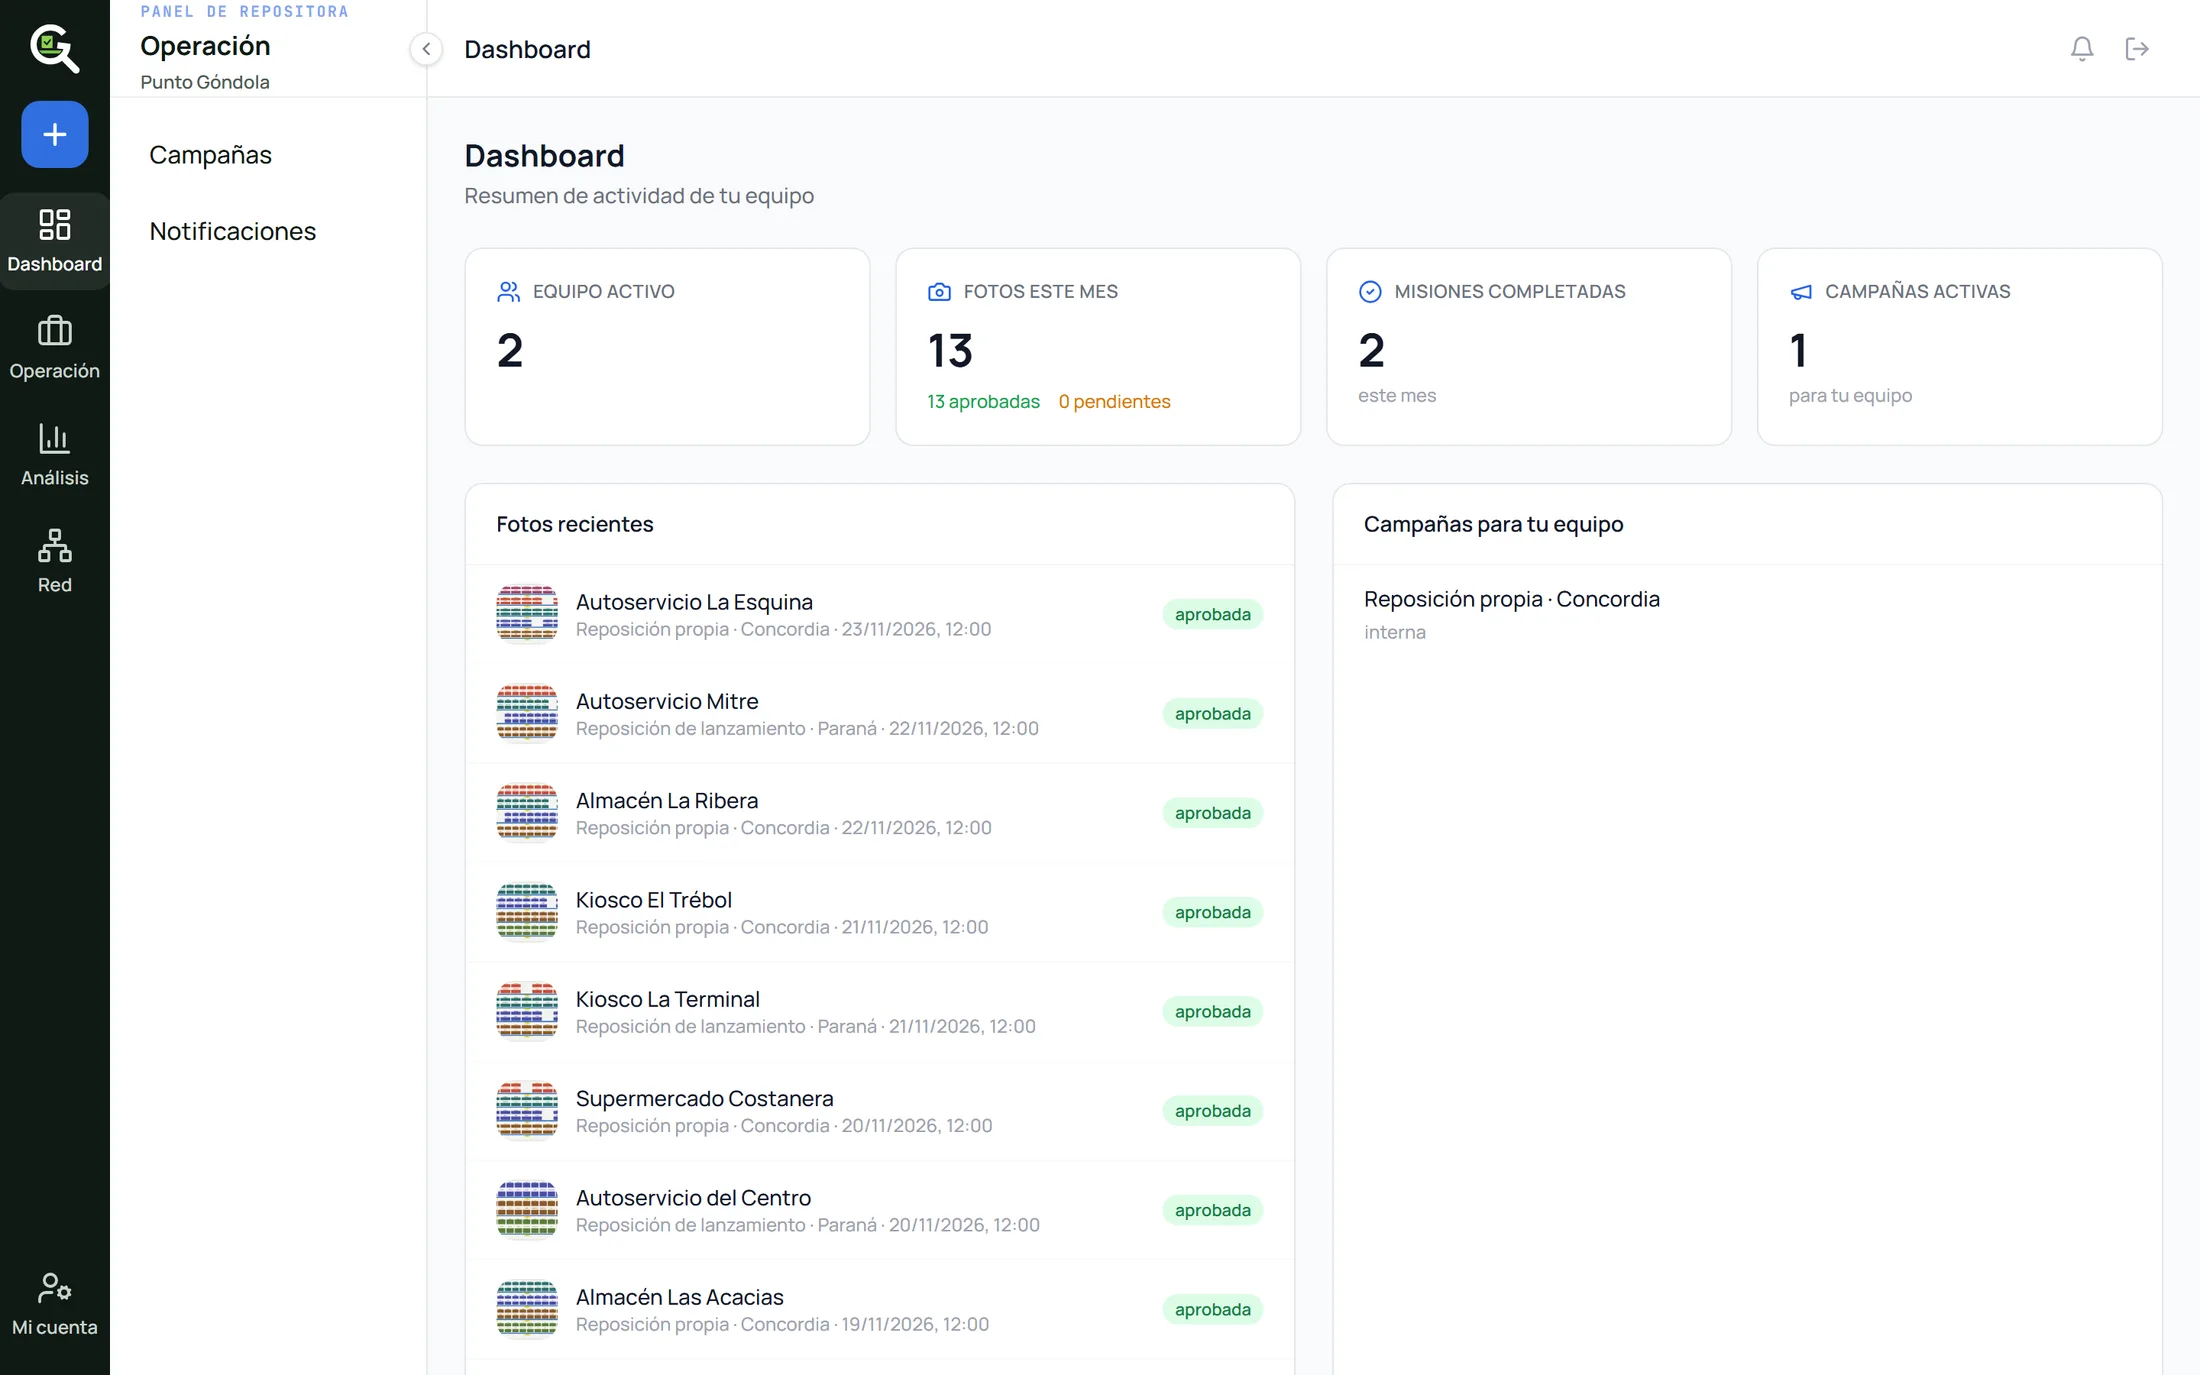 PANEL DE REPOSITORA
Operación
Punto Góndola
Dashboard
Campañas
Notificaciones
Dashboard
Operación
Análisis
Red
Mi cuenta
Dashboard
Resumen de actividad de tu equipo
EQUIPO ACTIVO
2
FOTOS ESTE MES
13
13 aprobadas 0 pendientes
MISIONES COMPLETADAS
2
este mes
CAMPAÑAS ACTIVAS
1
para tu equipo
Fotos recientes
Autoservicio La Esquina
Reposición propia · Concordia · 23/11/2026, 12:00
aprobada
Autoservicio Mitre
Reposición de lanzamiento · Paraná · 22/11/2026, 12:00
aprobada
Almacén La Ribera
Reposición propia · Concordia · 22/11/2026, 12:00
aprobada
Kiosco El Trébol
Reposición propia · Concordia · 21/11/2026, 12:00
aprobada
Kiosco La Terminal
Reposición de lanzamiento · Paraná · 21/11/2026, 12:00
aprobada
Supermercado Costanera
Reposición propia · Concordia · 20/11/2026, 12:00
aprobada
Autoservicio del Centro
Reposición de lanzamiento · Paraná · 20/11/2026, 12:00
aprobada
Almacén Las Acacias
Reposición propia · Concordia · 19/11/2026, 12:00
aprobada
Campañas para tu equipo
Reposición propia · Concordia
interna